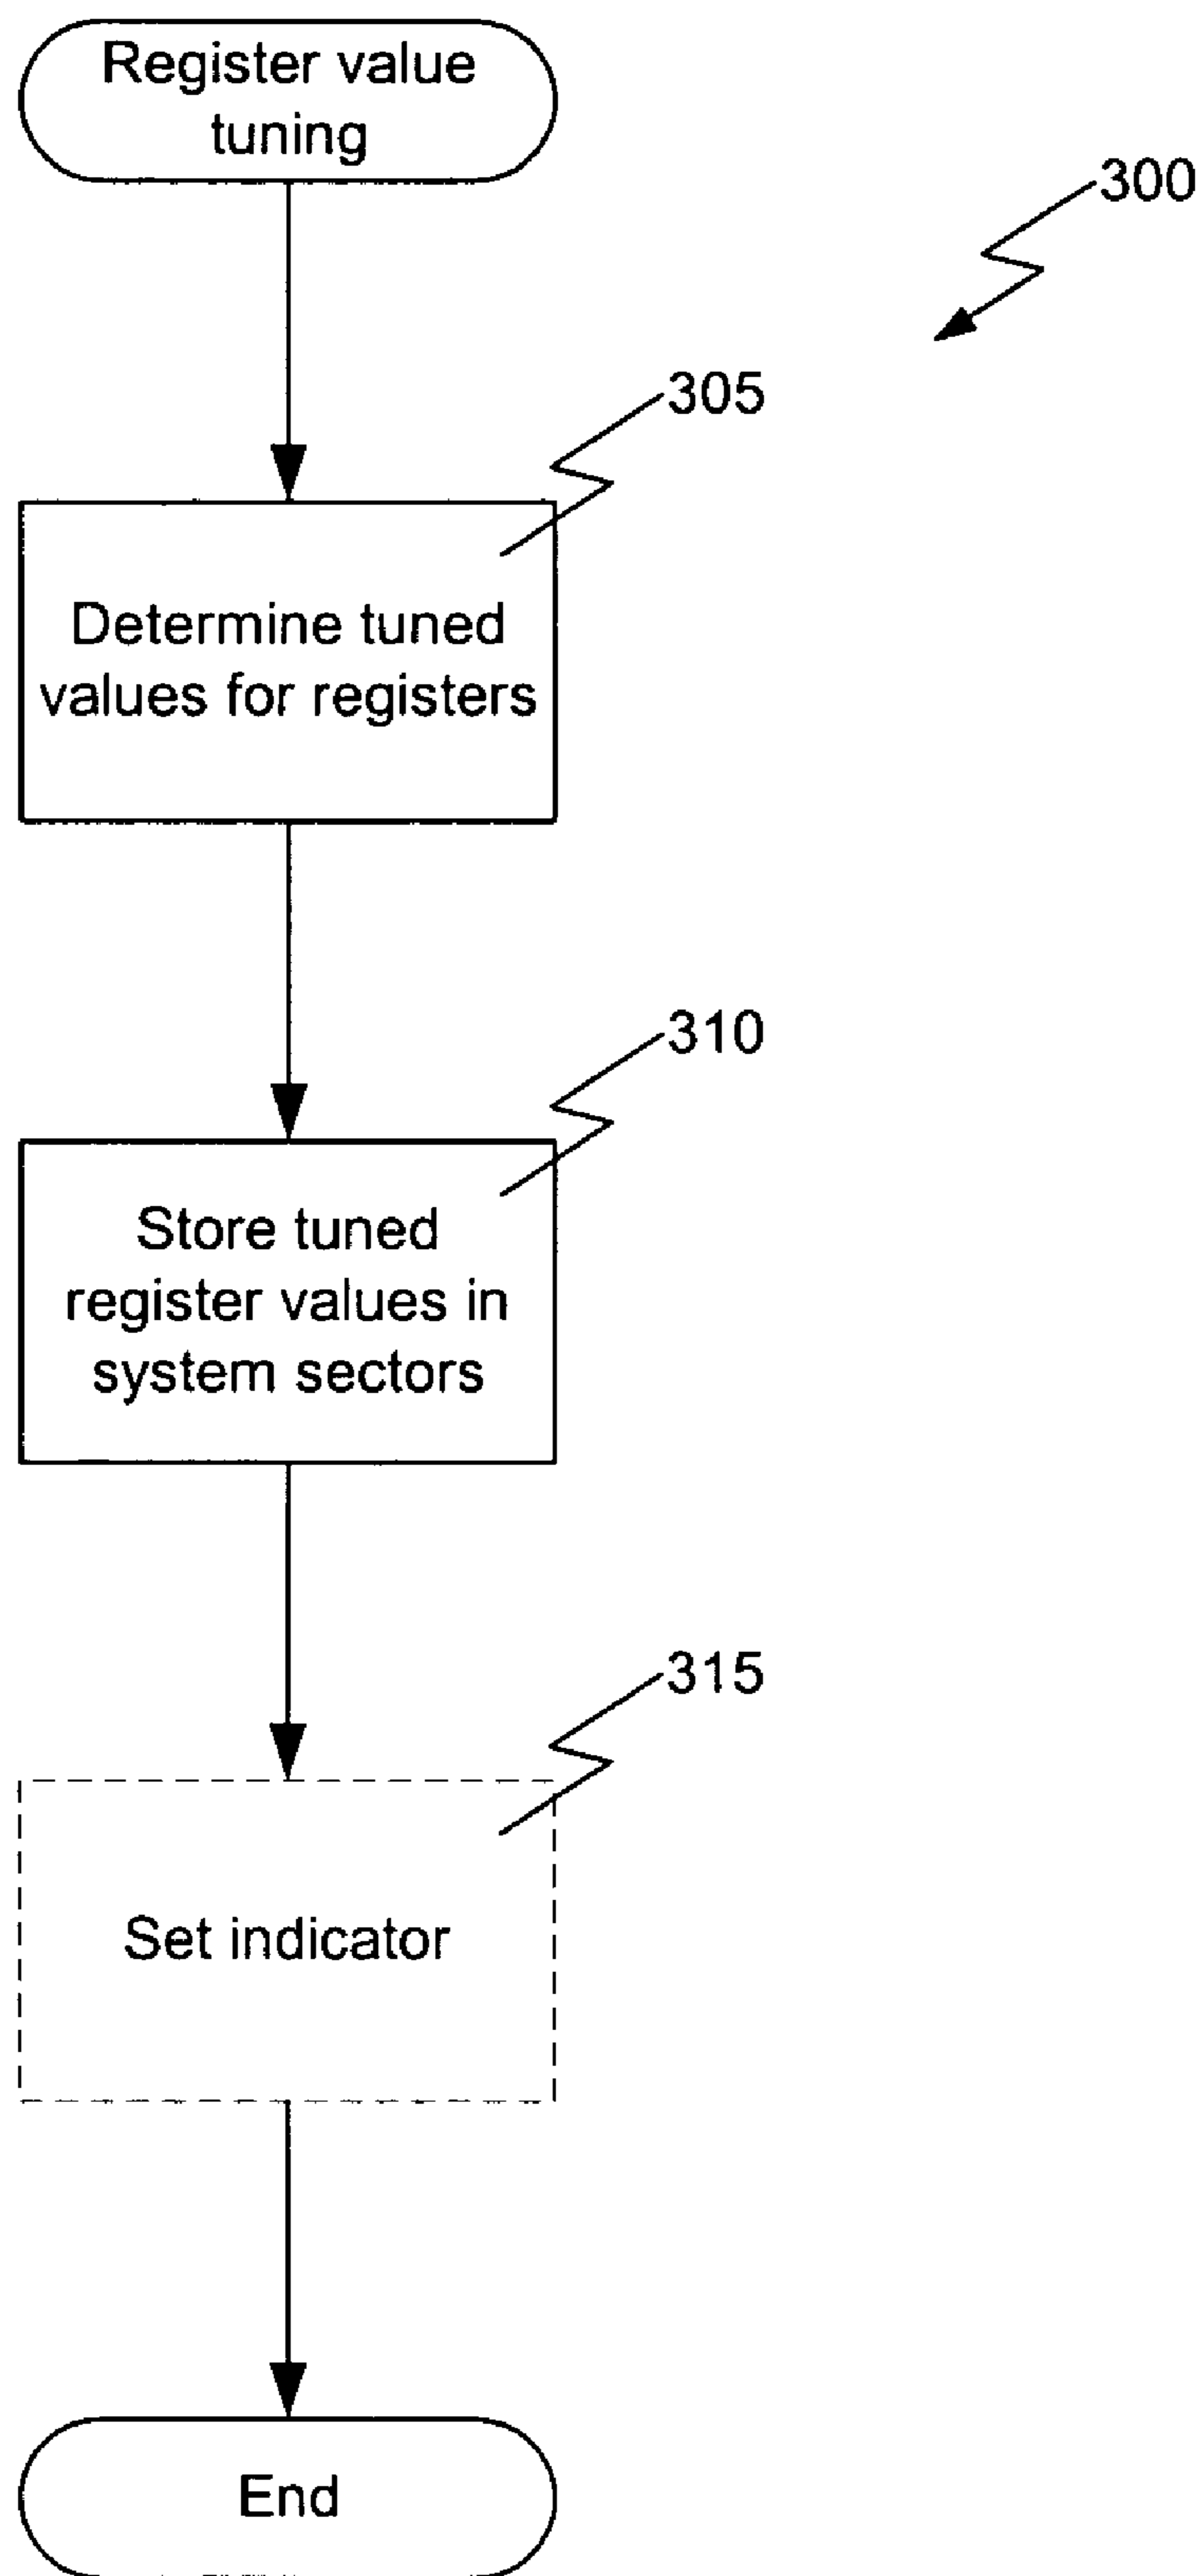 Register value
tuning
300
305
Determine tuned
values for registers
310
Store tuned
register values in
system sectors
315
Set indicator
End